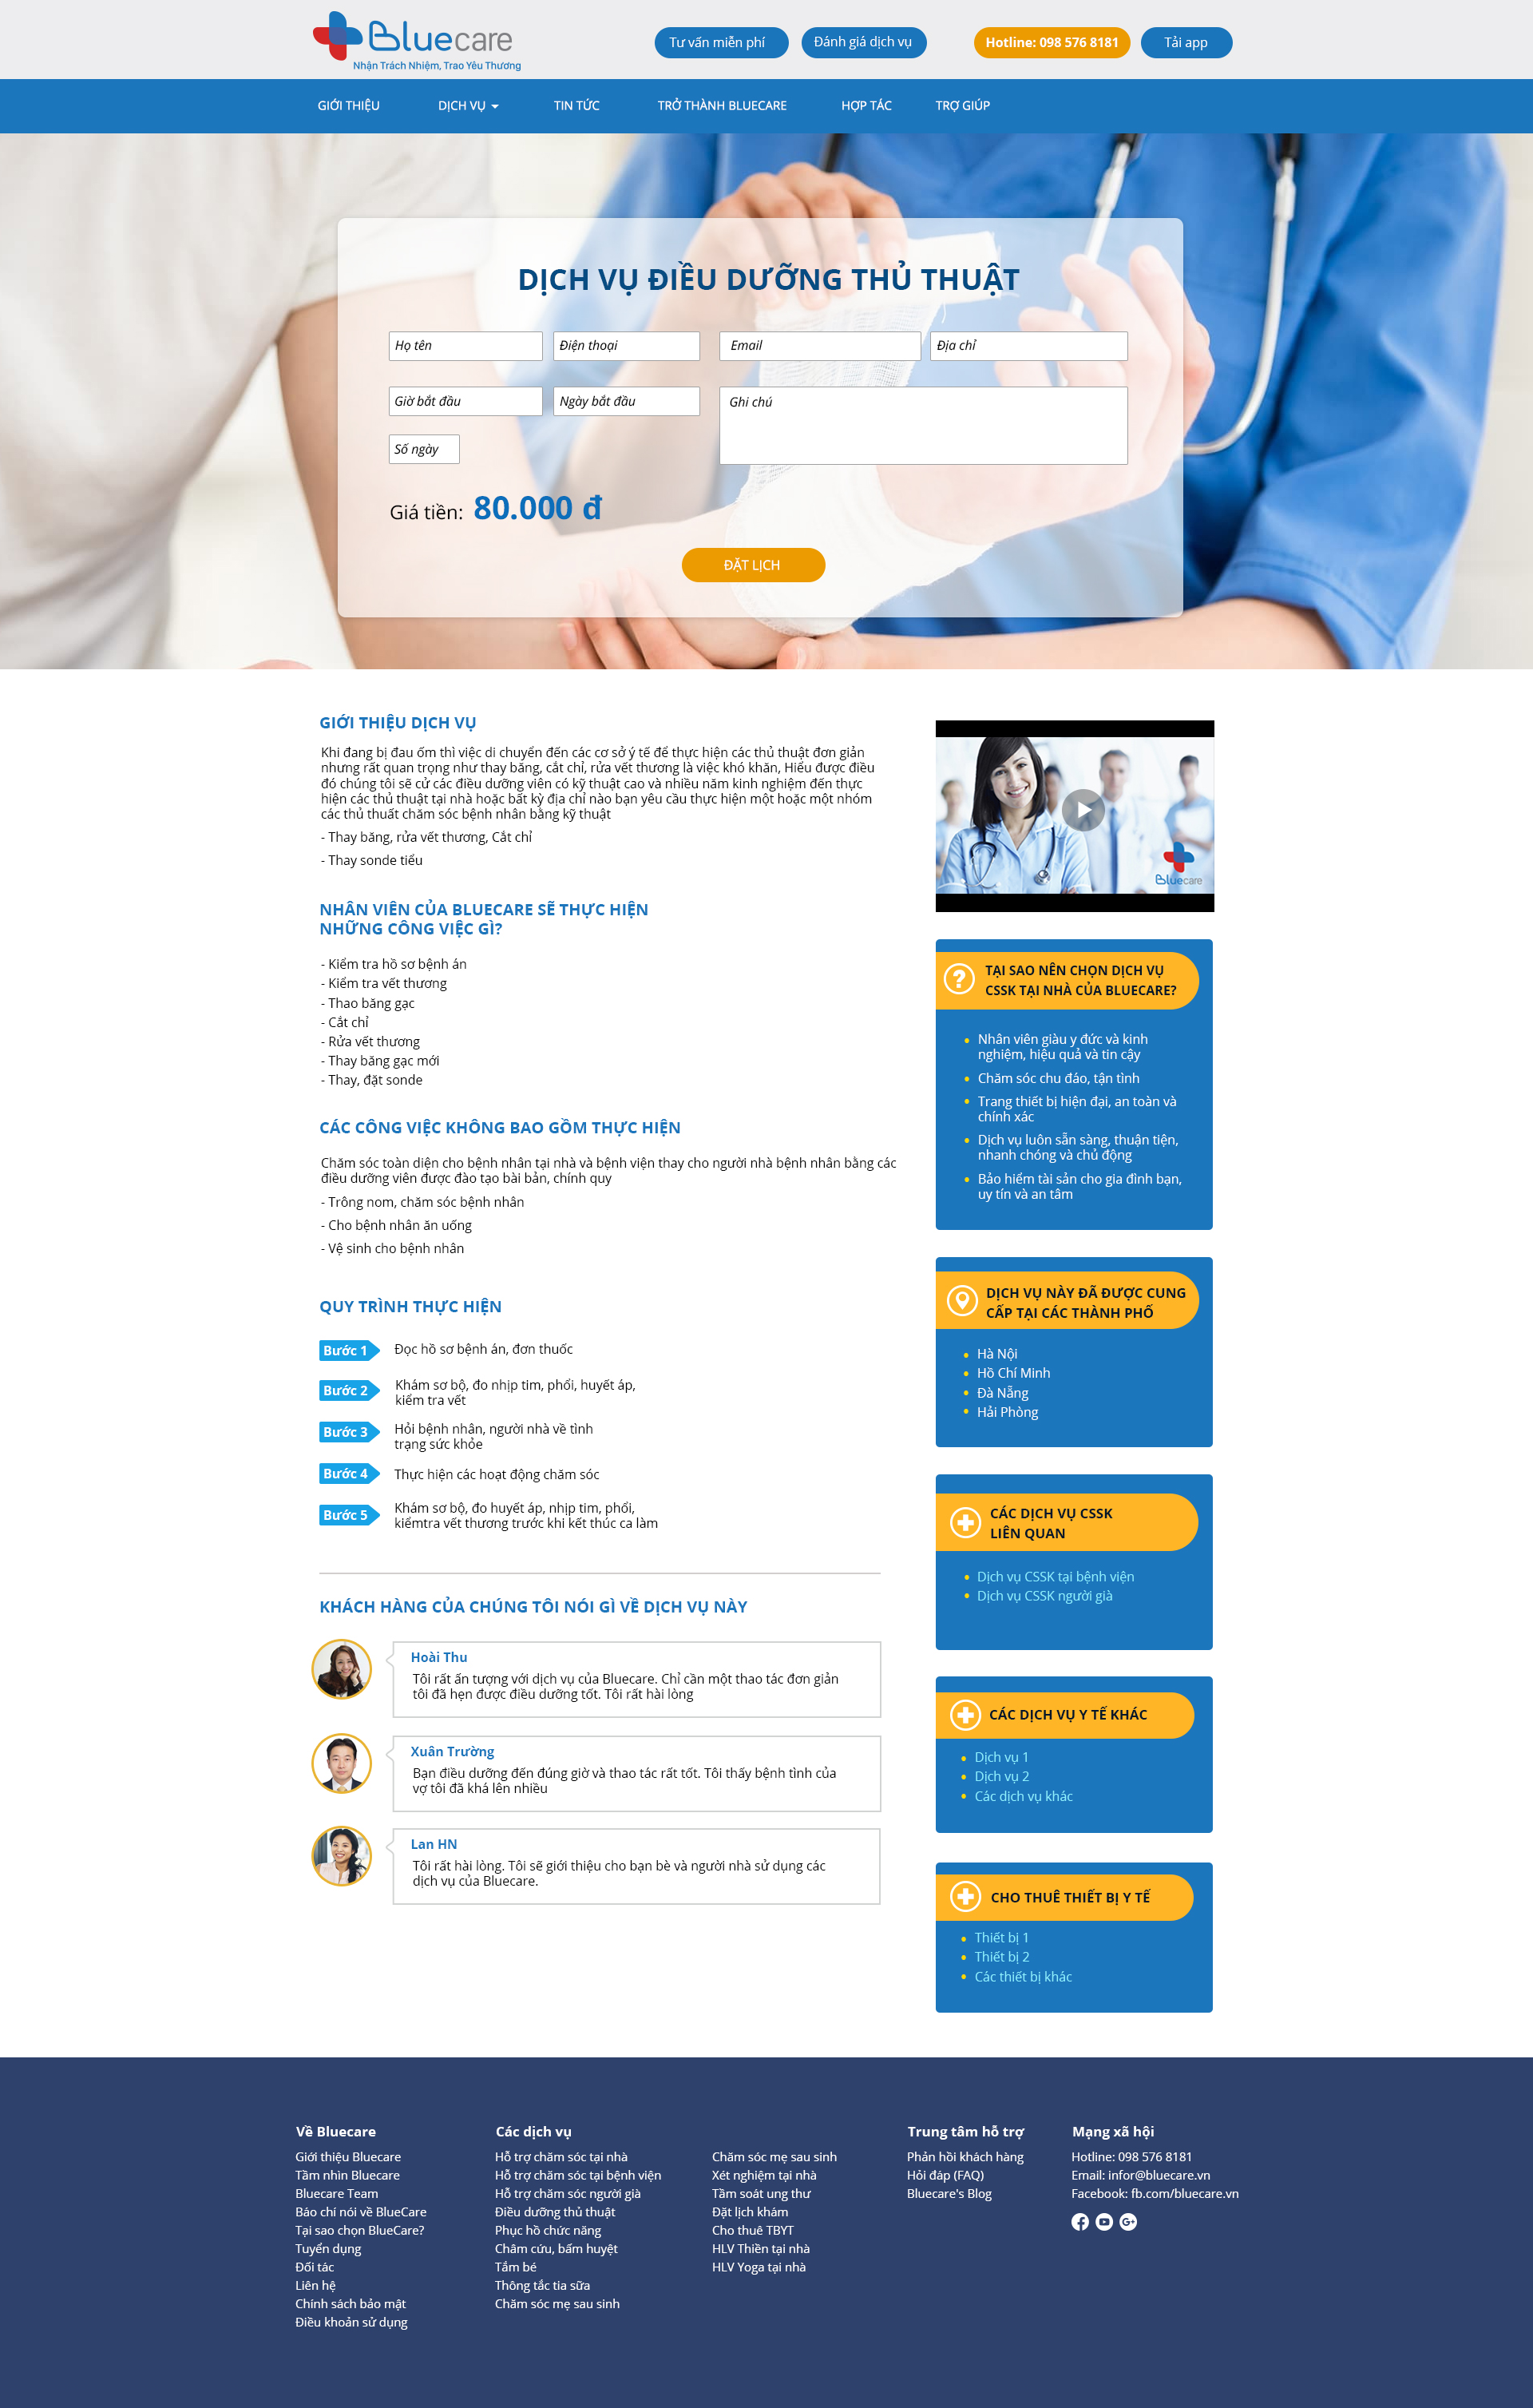 Bluecare
Nhận Trách Nhiệm, Trao Yêu Thương
Tư vấn miễn phí
Đánh giá dịch vụ
Hotline: 098 576 8181
Tải app
GIỚI THIỆU
DỊCH VỤ
TIN TỨC
TRỞ THÀNH BLUECARE
HỢP TÁC
TRỢ GIÚP
DỊCH VỤ ĐIỀU DƯỠNG THỦ THUẬT
Họ tên
Điện thoại
Email
Địa chỉ
Giờ bắt đầu
Ngày bắt đầu
Ghi chú
Số ngày
Giá tiền: 80.000 đ
ĐẶT LỊCH
GIỚI THIỆU DỊCH VỤ
Khi đang bị đau ốm thì việc di chuyển đến các cơ sở ý tế để thực hiện các thủ thuật đơn giản
nhưng rất quan trọng như thay băng, cắt chỉ, rửa vết thương là việc khó khăn, Hiểu được điều
đó chúng tôi sẽ cử các điều dưỡng viên có kỹ thuật cao và nhiều năm kinh nghiệm đến thực
hiện các thủ thuật tại nhà hoặc bất kỳ địa chỉ nào bạn yêu cầu thực hiện một hoặc một nhóm
các thủ thuất chăm sóc bệnh nhân bằng kỹ thuật
- Thay băng, rửa vết thương, Cắt chỉ
- Thay sonde tiểu
NHÂN VIÊN CỦA BLUECARE SẼ THỰC HIỆN
NHỮNG CÔNG VIỆC GÌ?
- Kiểm tra hồ sơ bệnh án
- Kiểm tra vết thương
- Thao băng gạc
- Cắt chỉ
- Rửa vết thương
- Thay băng gạc mới
- Thay, đặt sonde
CÁC CÔNG VIỆC KHÔNG BAO GỒM THỰC HIỆN
Chăm sóc toàn diện cho bệnh nhân tại nhà và bệnh viện thay cho người nhà bệnh nhân bằng các
điều dưỡng viên được đào tạo bài bản, chính quy
- Trông nom, chăm sóc bệnh nhân
- Cho bệnh nhân ăn uống
- Vệ sinh cho bệnh nhân
QUY TRÌNH THỰC HIỆN
Bước 1
Đọc hồ sơ bệnh án, đơn thuốc
Bước 2
Khám sơ bộ, đo nhịp tim, phổi, huyết áp,
kiểm tra vết
Bước 3
Hỏi bệnh nhân, người nhà về tình
trạng sức khỏe
Bước 4
Thực hiện các hoạt động chăm sóc
Bước 5
Khám sơ bộ, đo huyết áp, nhịp tim, phổi,
kiểmtra vết thương trước khi kết thúc ca làm
KHÁCH HÀNG CỦA CHÚNG TÔI NÓI GÌ VỀ DỊCH VỤ NÀY
Hoài Thu
Tôi rất ấn tượng với dịch vụ của Bluecare. Chỉ cần một thao tác đơn giản
tôi đã hẹn được điều dưỡng tốt. Tôi rất hài lòng
Xuân Trường
Bạn điều dưỡng đến đúng giờ và thao tác rất tốt. Tôi thấy bệnh tình của
vợ tôi đã khá lên nhiều
Lan HN
Tôi rất hài lòng. Tôi sẽ giới thiệu cho bạn bè và người nhà sử dụng các
dịch vụ của Bluecare.
Bluecare
TẠI SAO NÊN CHỌN DỊCH VỤ
CSSK TẠI NHÀ CỦA BLUECARE?
Nhân viên giàu y đức và kinh
nghiệm, hiệu quả và tin cậy
Chăm sóc chu đáo, tận tình
Trang thiết bị hiện đại, an toàn và
chính xác
Dịch vụ luôn sẵn sàng, thuận tiện,
nhanh chóng và chủ động
Bảo hiểm tài sản cho gia đình bạn,
uy tín và an tâm
DỊCH VỤ NÀY ĐÃ ĐƯỢC CUNG
CẤP TẠI CÁC THÀNH PHỐ
Hà Nội
Hồ Chí Minh
Đà Nẵng
Hải Phòng
CÁC DỊCH VỤ CSSK
LIÊN QUAN
Dịch vụ CSSK tại bệnh viện
Dịch vụ CSSK người già
CÁC DỊCH VỤ Y TẾ KHÁC
Dịch vụ 1
Dịch vụ 2
Các dịch vụ khác
CHO THUÊ THIẾT BỊ Y TẾ
Thiết bị 1
Thiết bị 2
Các thiết bị khác
Về Bluecare
Giới thiệu Bluecare
Tầm nhìn Bluecare
Bluecare Team
Báo chí nói về BlueCare
Tại sao chọn BlueCare?
Tuyển dụng
Đối tác
Liên hệ
Chính sách bảo mật
Điều khoản sử dụng
Các dịch vụ
Hỗ trợ chăm sóc tại nhà
Hỗ trợ chăm sóc tại bệnh viện
Hỗ trợ chăm sóc người già
Điều dưỡng thủ thuật
Phục hồ chức năng
Châm cứu, bấm huyệt
Tắm bé
Thông tắc tia sữa
Chăm sóc mẹ sau sinh
Chăm sóc mẹ sau sinh
Xét nghiệm tại nhà
Tầm soát ung thư
Đặt lịch khám
Cho thuê TBYT
HLV Thiền tại nhà
HLV Yoga tại nhà
Trung tâm hỗ trợ
Phản hồi khách hàng
Hỏi đáp (FAQ)
Bluecare's Blog
Mạng xã hội
Hotline: 098 576 8181
Email: infor@bluecare.vn
Facebook: fb.com/bluecare.vn